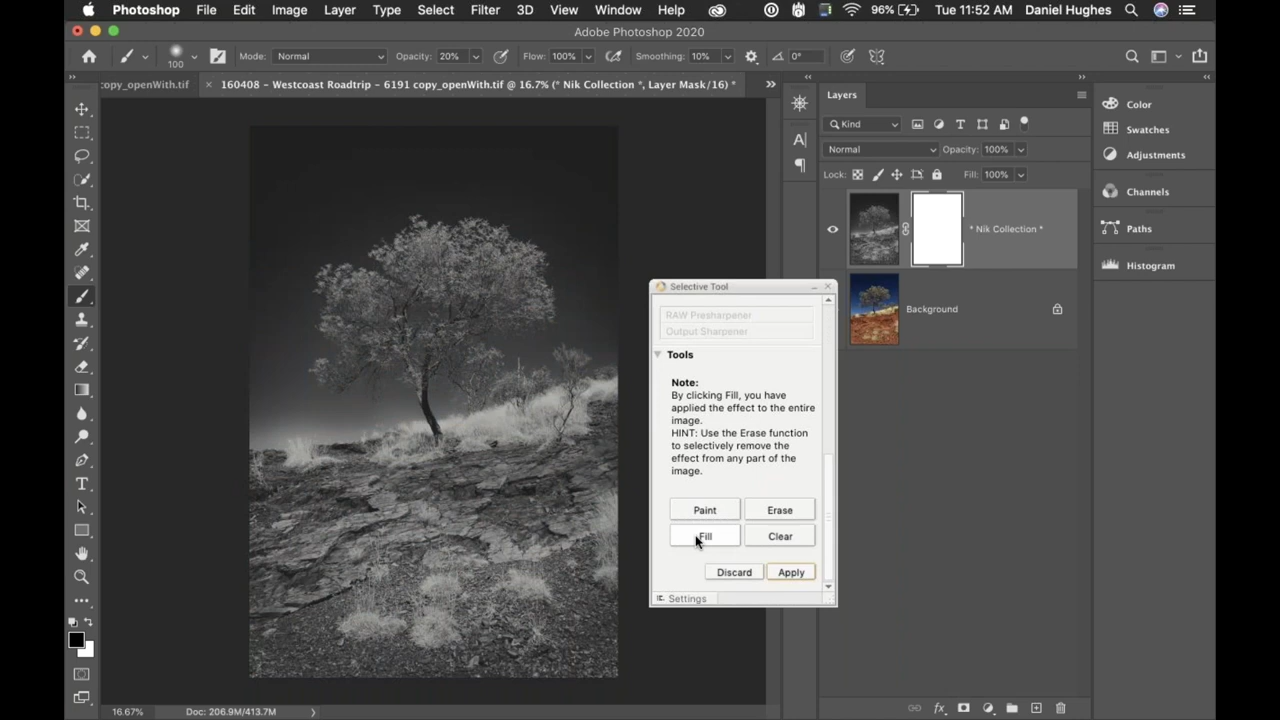 Photoshop File Edit Image Layer Type Select Filter 3D View Window Help 96% Tue 11:52 AM Daniel Hughes
Adobe Photoshop 2020
100 Mode: Normal Opacity: 20% Flow: 100% Smoothing: 10% 0°
copy_openWith.tif × 160408 – Westcoast Roadtrip – 6191 copy_openWith.tif @ 16.7% (* Nik Collection *, Layer Mask/16) *
Layers
Kind
Normal Opacity: 100%
Lock: Fill: 100%
* Nik Collection *
Background
Color
Swatches
Adjustments
Channels
Paths
Histogram
Selective Tool
RAW Presharpener
Output Sharpener
Tools
Note:
By clicking Fill, you have
applied the effect to the entire
image.
HINT: Use the Erase function
to selectively remove the
effect from any part of the
image.
Paint Erase
Fill Clear
Discard Apply
Settings
16.67% Doc: 206.9M/413.7M